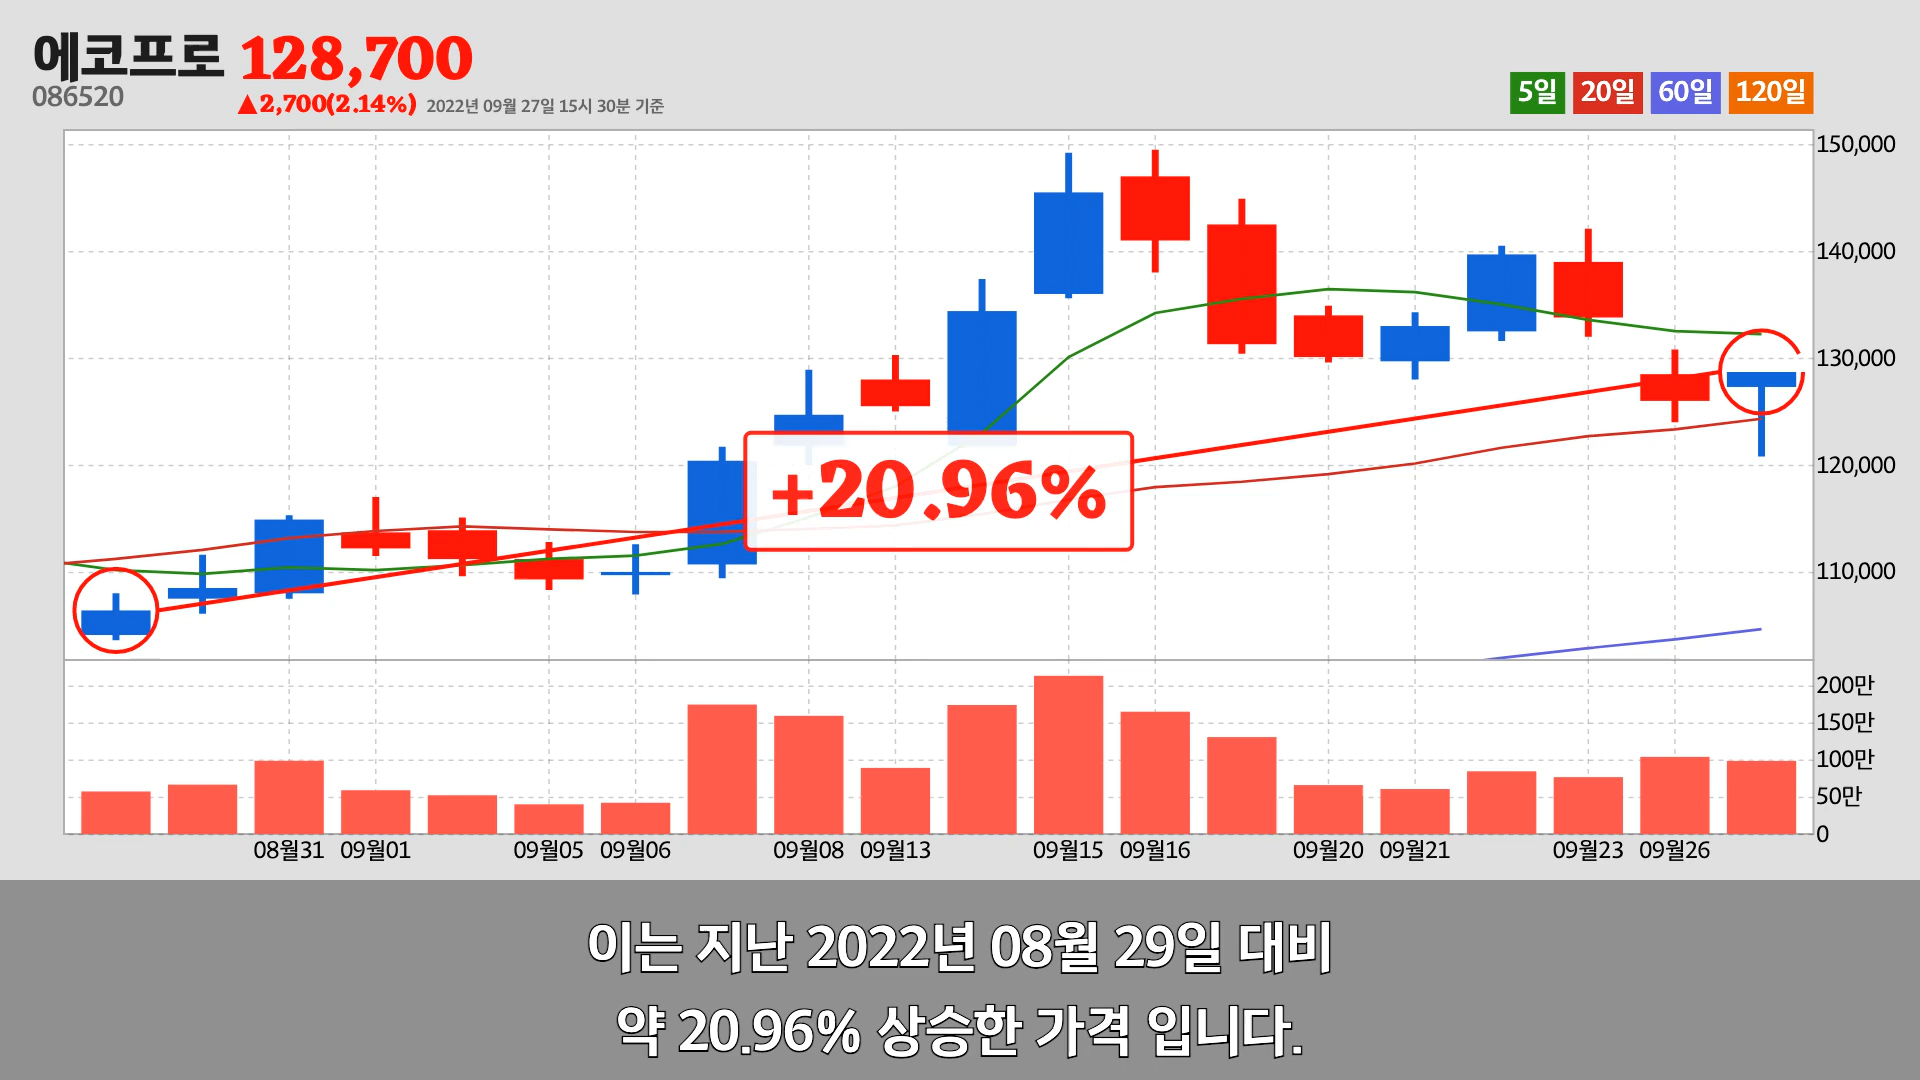 에코프로 128,700
086520
▲2,700(2.14%) 2022년 09월 27일 15시 30분 기준
5일 20일 60일 120일
150,000
140,000
130,000
120,000
110,000
+20.96%
200만
150만
100만
50만
0
08월31 09월01 09월05 09월06 09월08 09월13 09월15 09월16 09월20 09월21 09월23 09월26
이는 지난 2022년 08월 29일 대비
약 20.96% 상승한 가격 입니다.